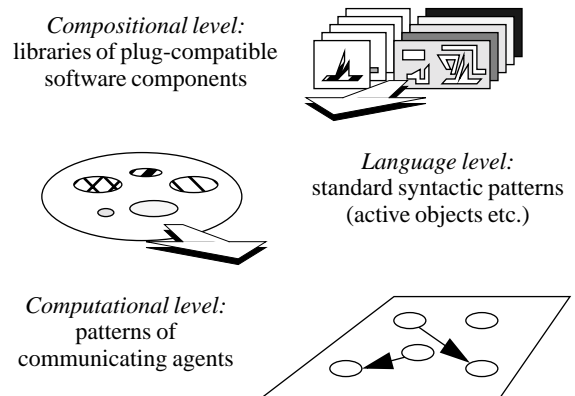 Compositional level:
libraries of plug-compatible
software components
Language level:
standard syntactic patterns
(active objects etc.)
Computational level:
patterns of
communicating agents